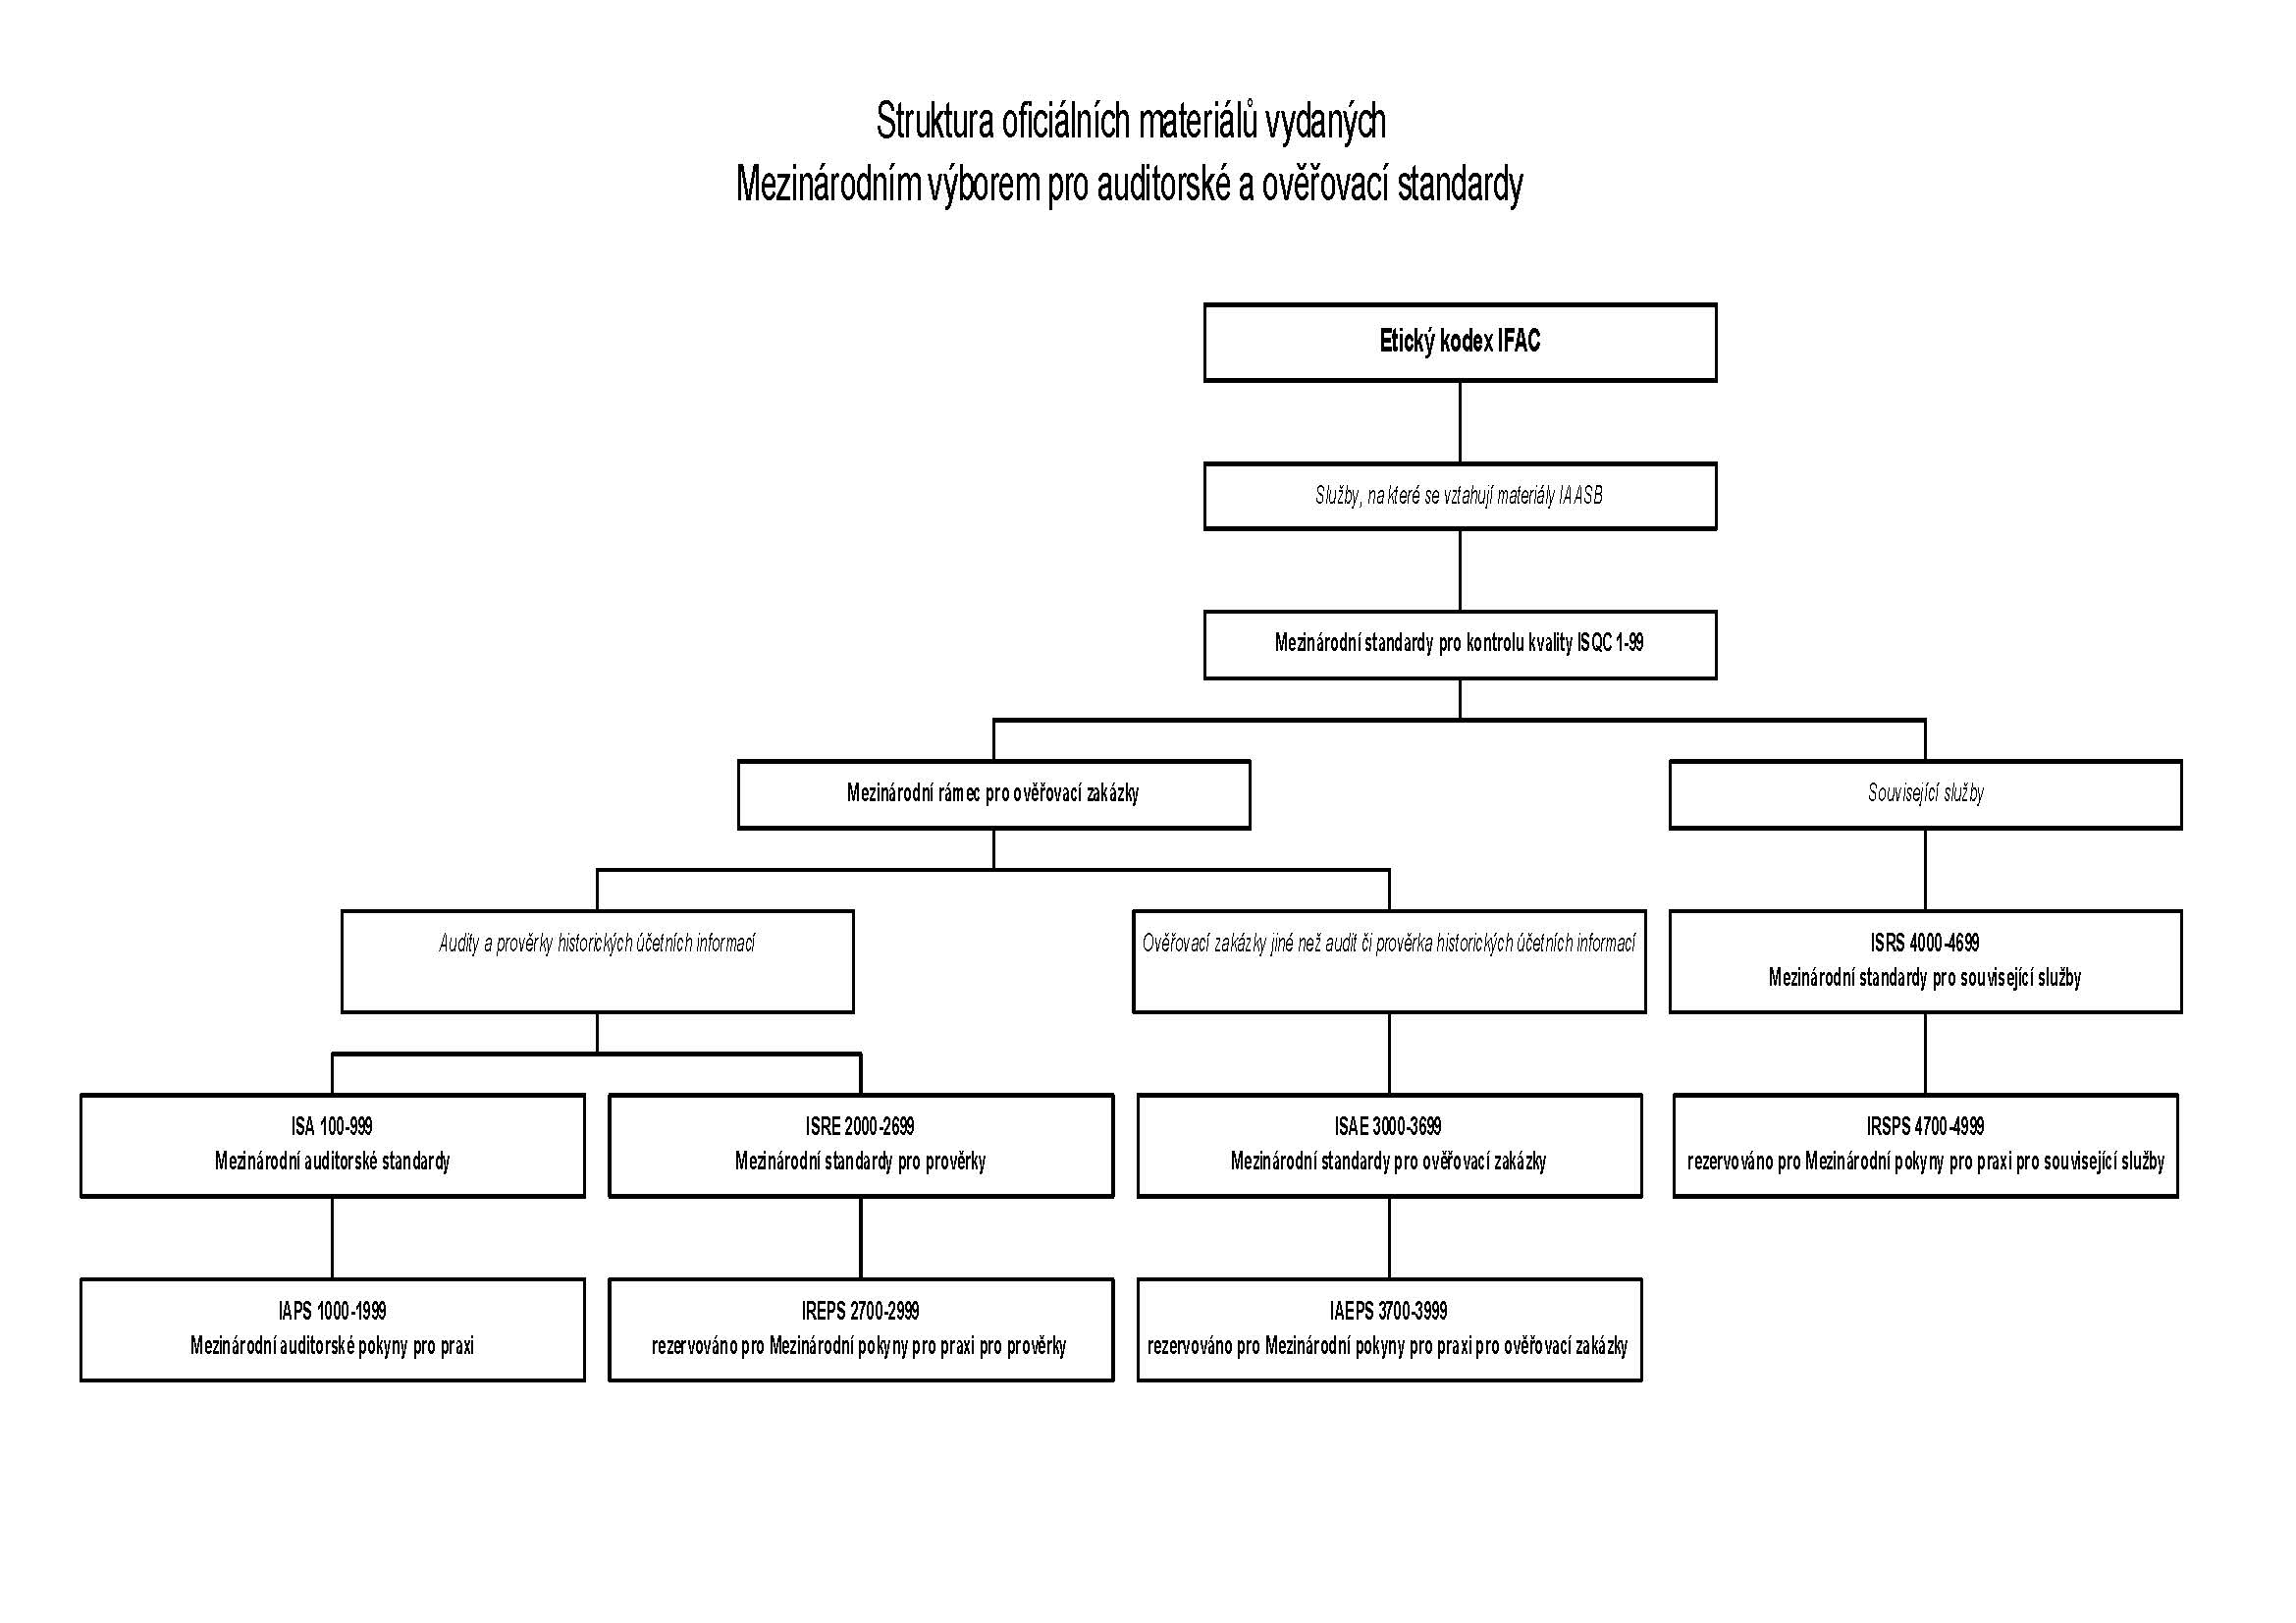 Struktura oficiálních materiálů vydaných
Mezinárodním výborem pro auditorské a ověřovací standardy
Etický kodex IFAC
Služby, na které se vztahují materiály IAASB
Mezinárodní standardy pro kontrolu kvality ISQC 1-99
Mezinárodní rámec pro ověřovací zakázky
Související služby
Audity a prověrky historických účetních informací
Ověřovací zakázky jiné než audit či prověrka historických účetních informací
ISRS 4000-4699
Mezinárodní standardy pro související služby
ISA 100-999
Mezinárodní auditorské standardy
ISRE 2000-2699
Mezinárodní standardy pro prověrky
ISAE 3000-3699
Mezinárodní standardy pro ověřovací zakázky
IRSPS 4700-4999
rezervováno pro Mezinárodní pokyny pro praxi pro související služby
IAPS 1000-1999
Mezinárodní auditorské pokyny pro praxi
IREPS 2700-2999
rezervováno pro Mezinárodní pokyny pro praxi pro prověrky
IAEPS 3700-3999
rezervováno pro Mezinárodní pokyny pro praxi pro ověřovací zakázky